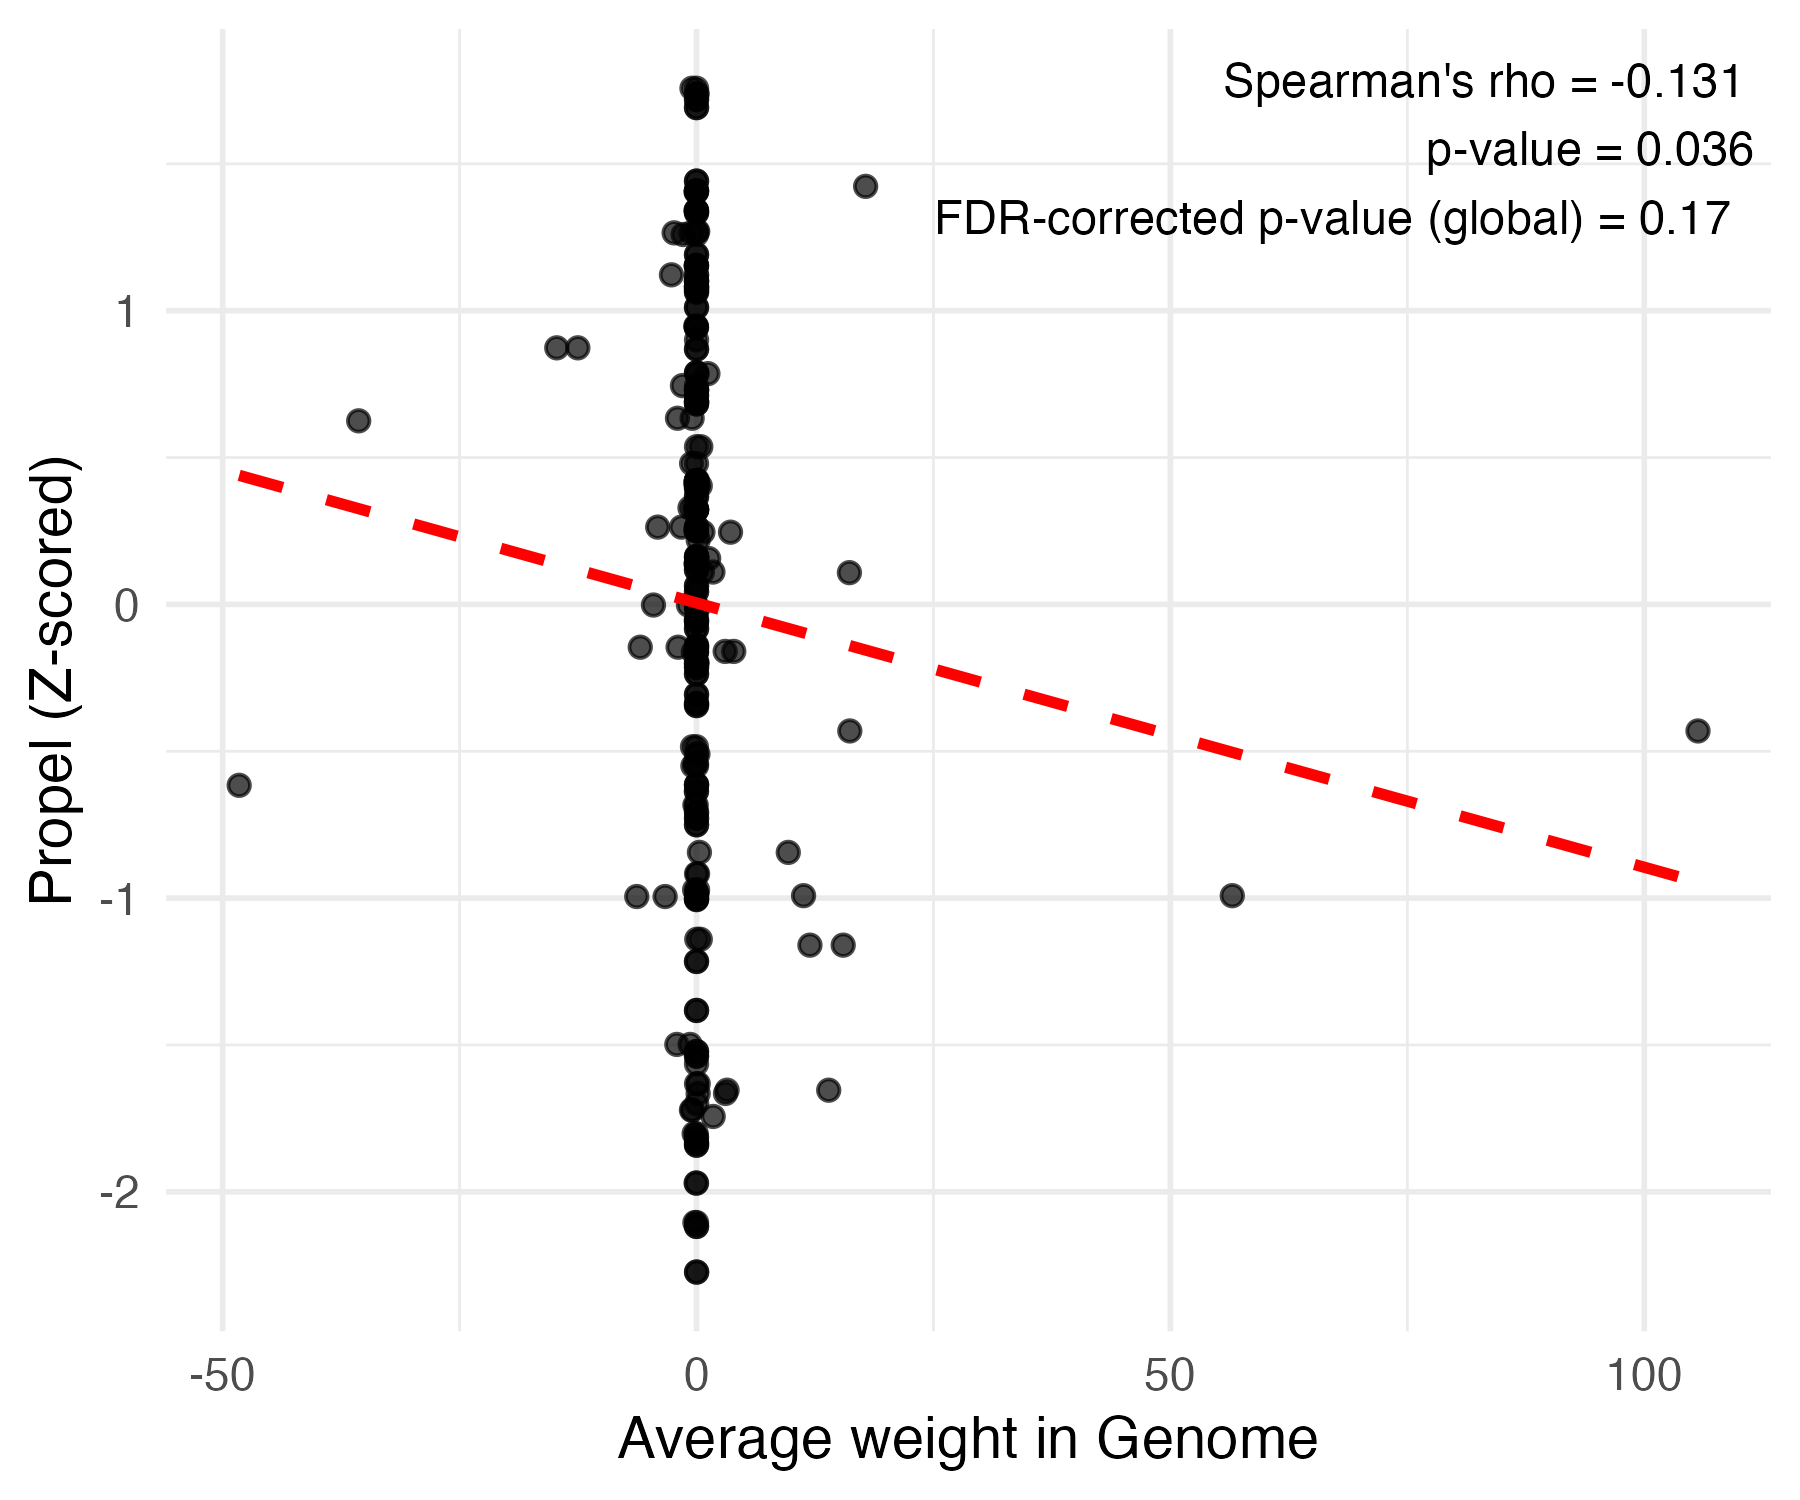 Spearman's rho = -0.131
p-value = 0.036
FDR-corrected p-value (global) = 0.17
1
0
-1
-2
Propel (Z-scored)
-50 0 50 100
Average weight in Genome